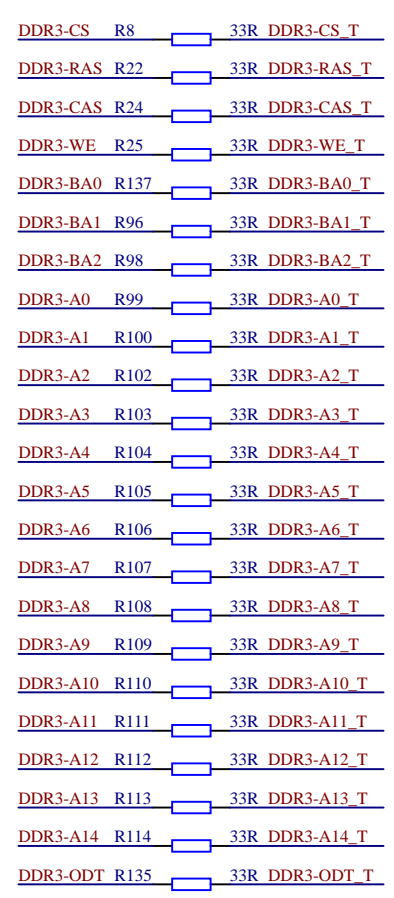 DDR3-CS R8 33R DDR3-CS_T
DDR3-RAS R22 33R DDR3-RAS_T
DDR3-CAS R24 33R DDR3-CAS_T
DDR3-WE R25 33R DDR3-WE_T
DDR3-BA0 R137 33R DDR3-BA0_T
DDR3-BA1 R96 33R DDR3-BA1_T
DDR3-BA2 R98 33R DDR3-BA2_T
DDR3-A0 R99 33R DDR3-A0_T
DDR3-A1 R100 33R DDR3-A1_T
DDR3-A2 R102 33R DDR3-A2_T
DDR3-A3 R103 33R DDR3-A3_T
DDR3-A4 R104 33R DDR3-A4_T
DDR3-A5 R105 33R DDR3-A5_T
DDR3-A6 R106 33R DDR3-A6_T
DDR3-A7 R107 33R DDR3-A7_T
DDR3-A8 R108 33R DDR3-A8_T
DDR3-A9 R109 33R DDR3-A9_T
DDR3-A10 R110 33R DDR3-A10_T
DDR3-A11 R111 33R DDR3-A11_T
DDR3-A12 R112 33R DDR3-A12_T
DDR3-A13 R113 33R DDR3-A13_T
DDR3-A14 R114 33R DDR3-A14_T
DDR3-ODT R135 33R DDR3-ODT_T